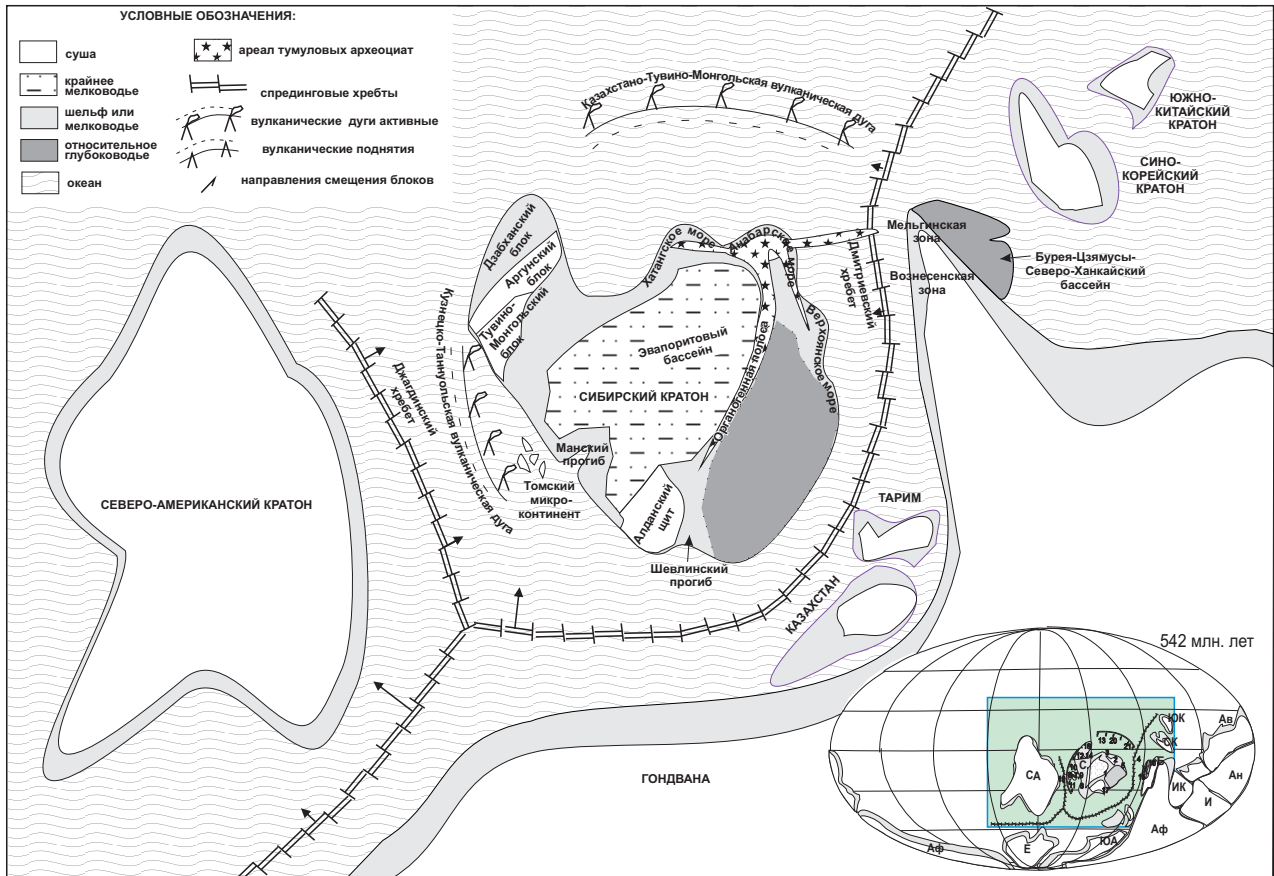 УСЛОВНЫЕ ОБОЗНАЧЕНИЯ:
суша
крайнее
мелководье
шельф или
мелководье
относительное
глубоководье
океан
ареал тумуловых археоциат
спрединговые хребты
вулканические дуги активные
вулканические поднятия
направления смещения блоков
Казахстано-Тувино-Монгольская вулканическая дуга
ЮЖНО-
КИТАЙСКИЙ
КРАТОН
СИНО-
КОРЕЙСКИЙ
КРАТОН
Мельгинская
зона
Вознесенская
зона
Бурея-Цзямусы-
Северо-Ханкайский
бассейн
Дзабханский
блок
Аргунский
блок
Тувино-
Монгольский
блок
Хатангское море
Анабарское
море
Дмитриевский
хребет
Верхоянское море
Кузнецко-Таннуольская вулканическая дуга
Джагдинский
хребет
Эвапоритовый
бассейн
СИБИРСКИЙ КРАТОН
Органогенная полоса
Манский
прогиб
Томский
микро-
континент
Алданский
щит
Шевлинский
прогиб
СЕВЕРО-АМЕРИКАНСКИЙ КРАТОН
ТАРИМ
КАЗАХСТАН
ГОНДВАНА
542 млн. лет
ЮК
Ав
СА
С
13 20
21
4
Ан
ИК
И
Аф
ЮА
Е
Аф